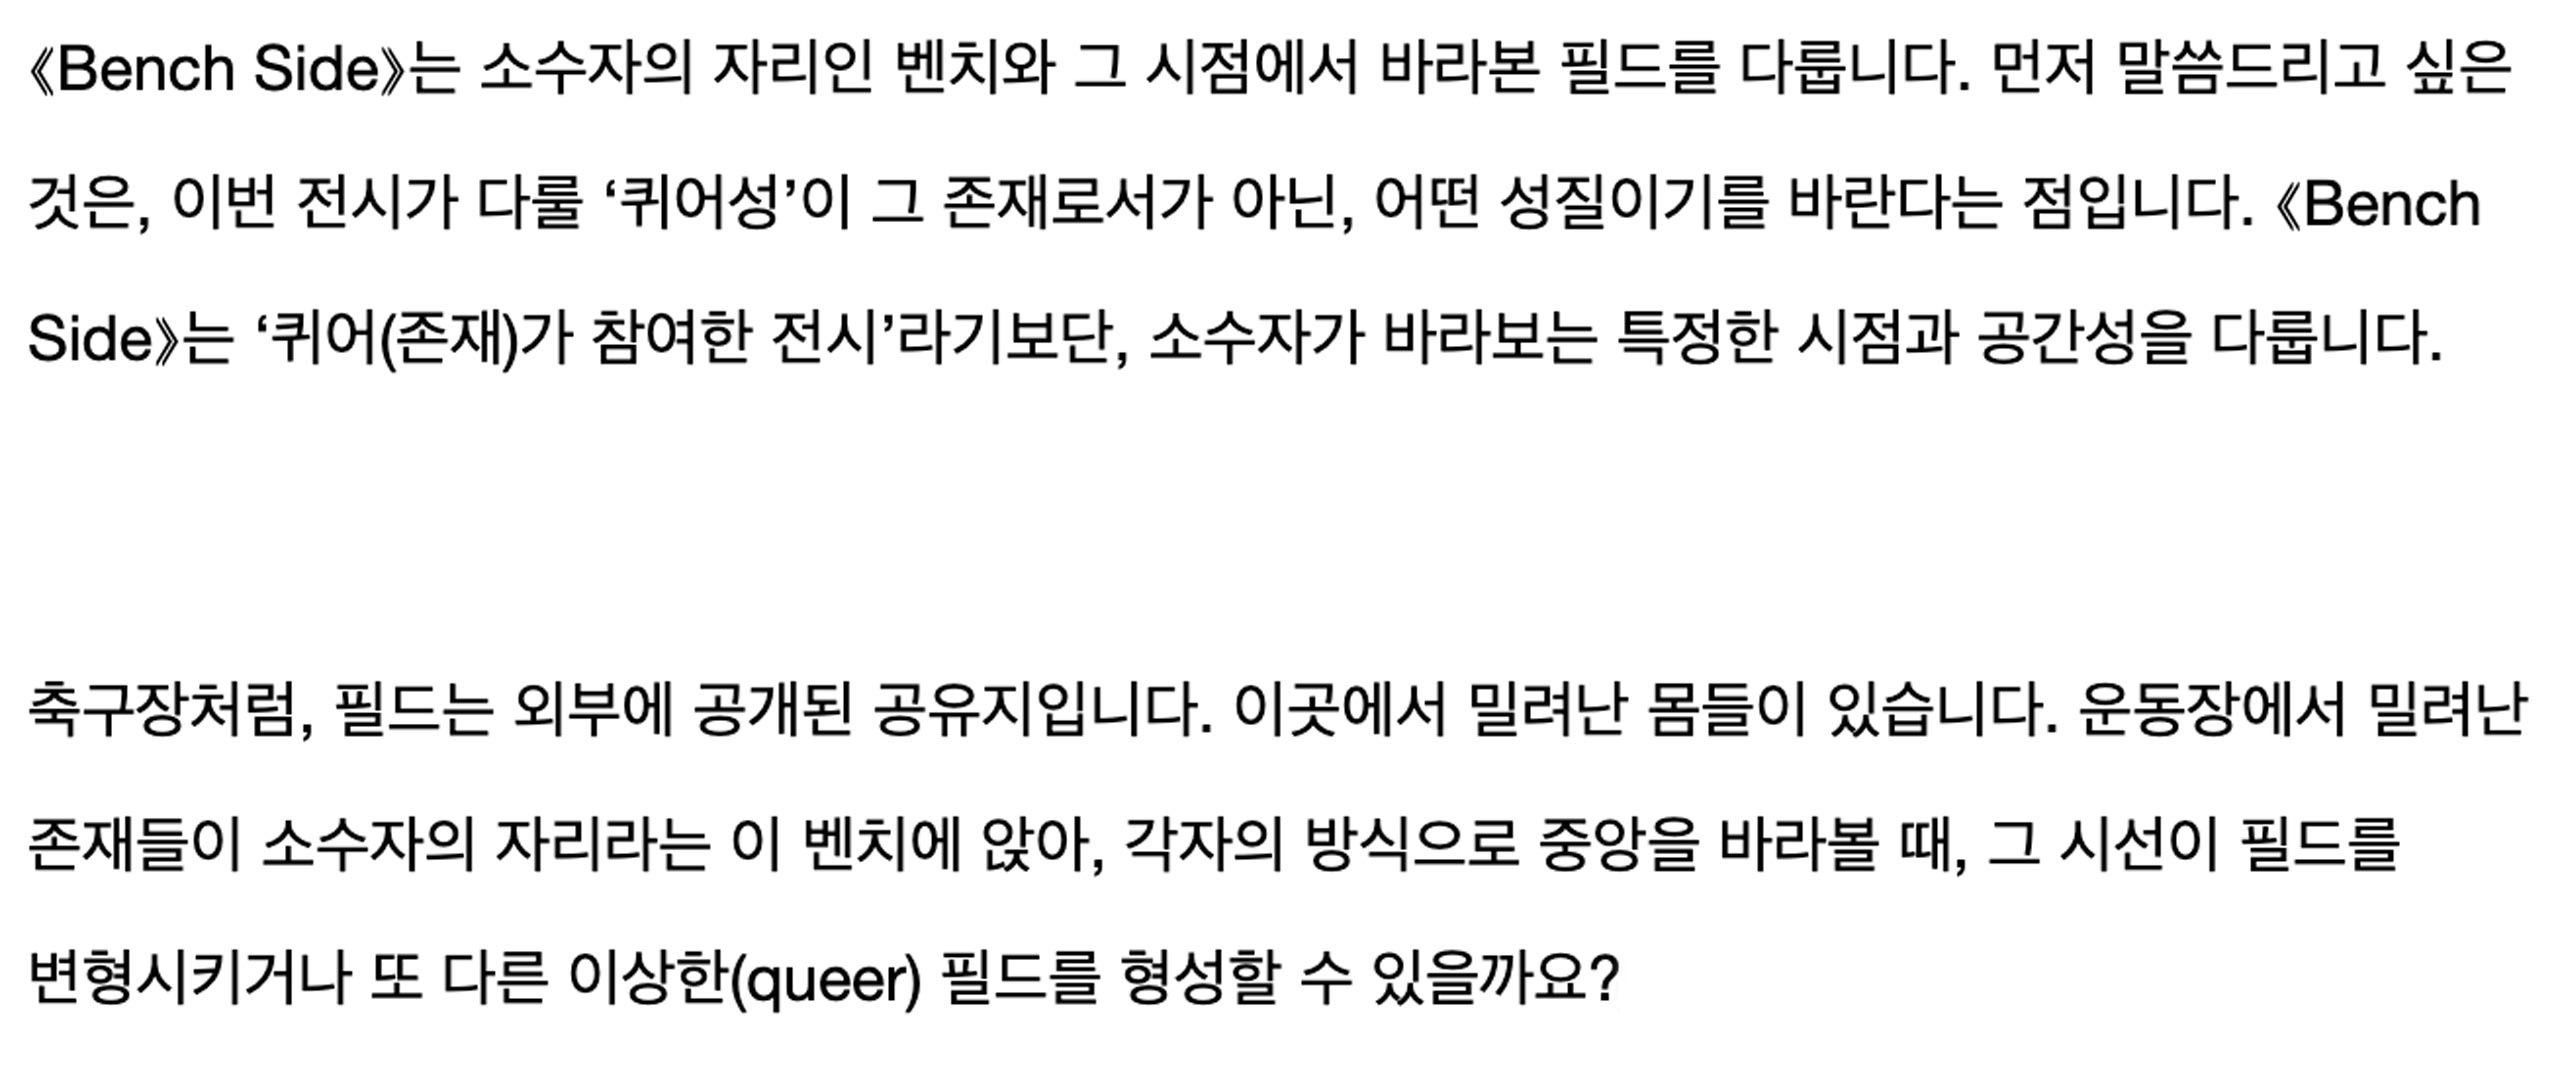 《Bench Side》는 소수자의 자리인 벤치와 그 시점에서 바라본 필드를 다룹니다. 먼저 말씀드리고 싶은
것은, 이번 전시가 다룰 ‘퀴어성’이 그 존재로서가 아닌, 어떤 성질이기를 바란다는 점입니다. 《Bench
Side》는 ‘퀴어(존재)가 참여한 전시’라기보단, 소수자가 바라보는 특정한 시점과 공간성을 다룹니다.
축구장처럼, 필드는 외부에 공개된 공유지입니다. 이곳에서 밀려난 몸들이 있습니다. 운동장에서 밀려난
존재들이 소수자의 자리라는 이 벤치에 앉아, 각자의 방식으로 중앙을 바라볼 때, 그 시선이 필드를
변형시키거나 또 다른 이상한(queer) 필드를 형성할 수 있을까요?